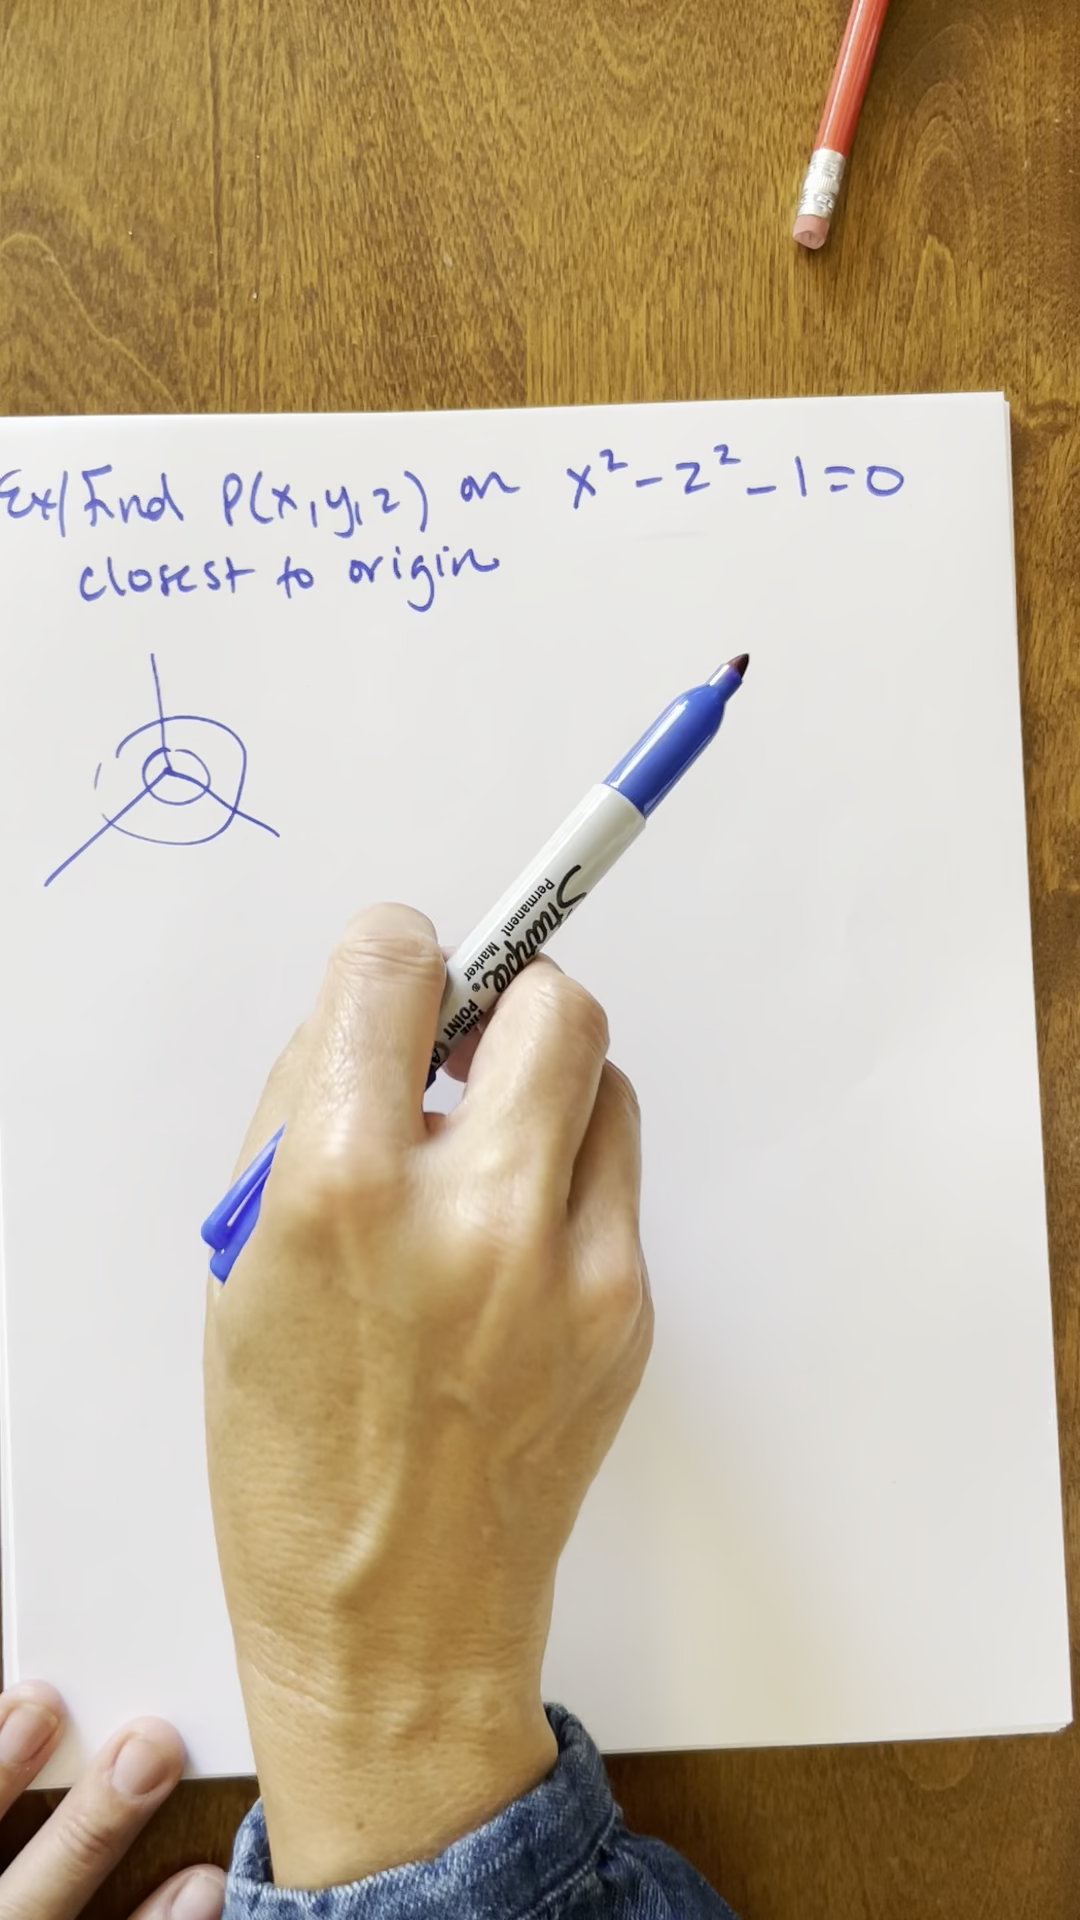 Ex/ Find P(x,y,z) on x²-z²-1=0
closest to origin
Sharpie
Permanent Marker
FINE POINT